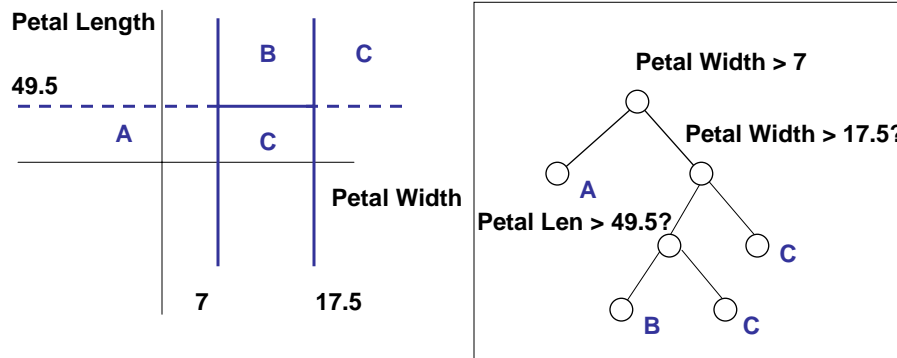 Petal Length
B
C
49.5
A
C
Petal Width
7
17.5
Petal Width > 7
Petal Width > 17.5?
A
Petal Len > 49.5?
C
B
C